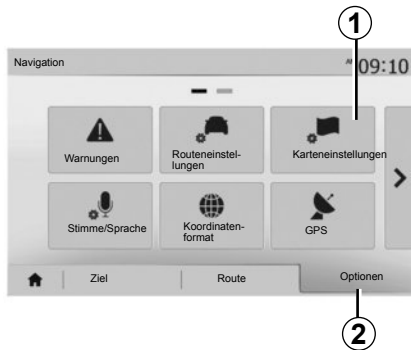 1
Navigation
09:10
Warnungen
Routeneinstel-
lungen
Karteneinstellungen
Stimme/Sprache
Koordinaten-
format
GPS
Ziel
Route
Optionen
2